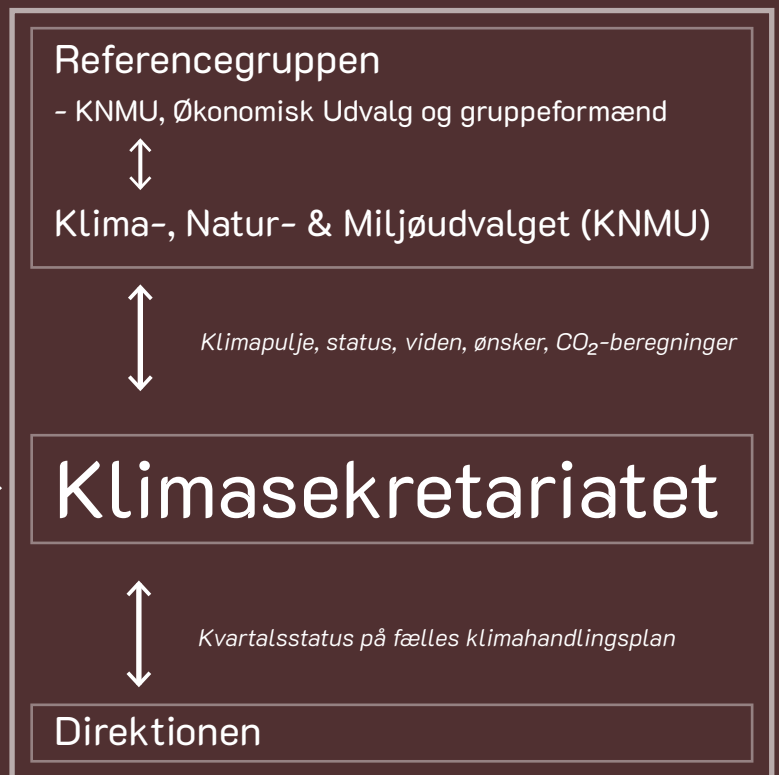 Referencegruppen
- KNMU, Økonomisk Udvalg og gruppeformænd
Klima-, Natur- & Miljøudvalget (KNMU)
Klimapulje, status, viden, ønsker, CO₂-beregninger
Klimasekretariatet
Kvartalsstatus på fælles klimahandlingsplan
Direktionen